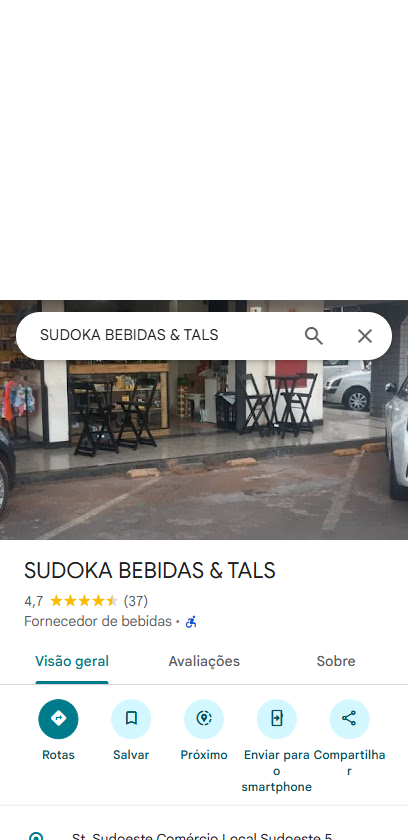 SUDOKA BEBIDAS & TALS
SUDOKA BEBIDAS & TALS
4,7 (37)
Fornecedor de bebidas ·
Visão geral Avaliações Sobre
Rotas Salvar Próximo Enviar para o smartphone Compartilhar
St. Sudoeste Comércio Local Sudoeste 5